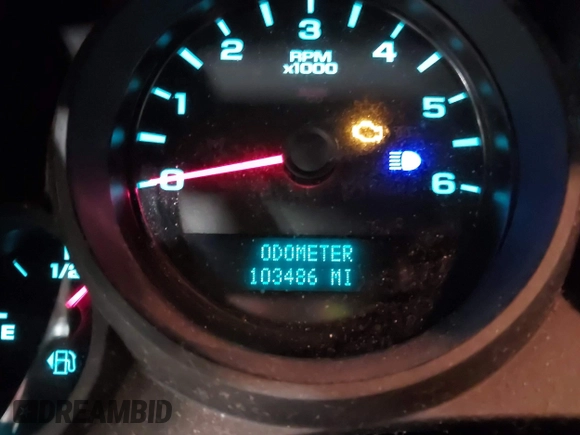 3
2
4
RPM
x1000
1
5
0
6
ODOMETER
103486 MI
1/2
E
DREAMBID